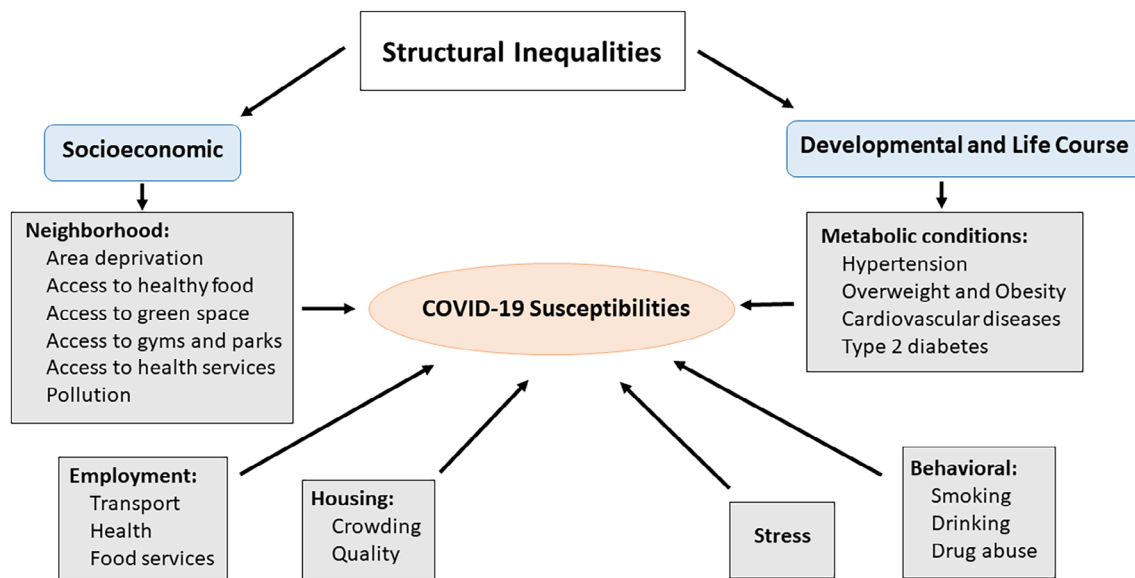 Structural Inequalities
Socioeconomic
Developmental and Life Course
Neighborhood:
Area deprivation
Access to healthy food
Access to green space
Access to gyms and parks
Access to health services
Pollution
COVID-19 Susceptibilities
Metabolic conditions:
Hypertension
Overweight and Obesity
Cardiovascular diseases
Type 2 diabetes
Employment:
Transport
Health
Food services
Housing:
Crowding
Quality
Stress
Behavioral:
Smoking
Drinking
Drug abuse